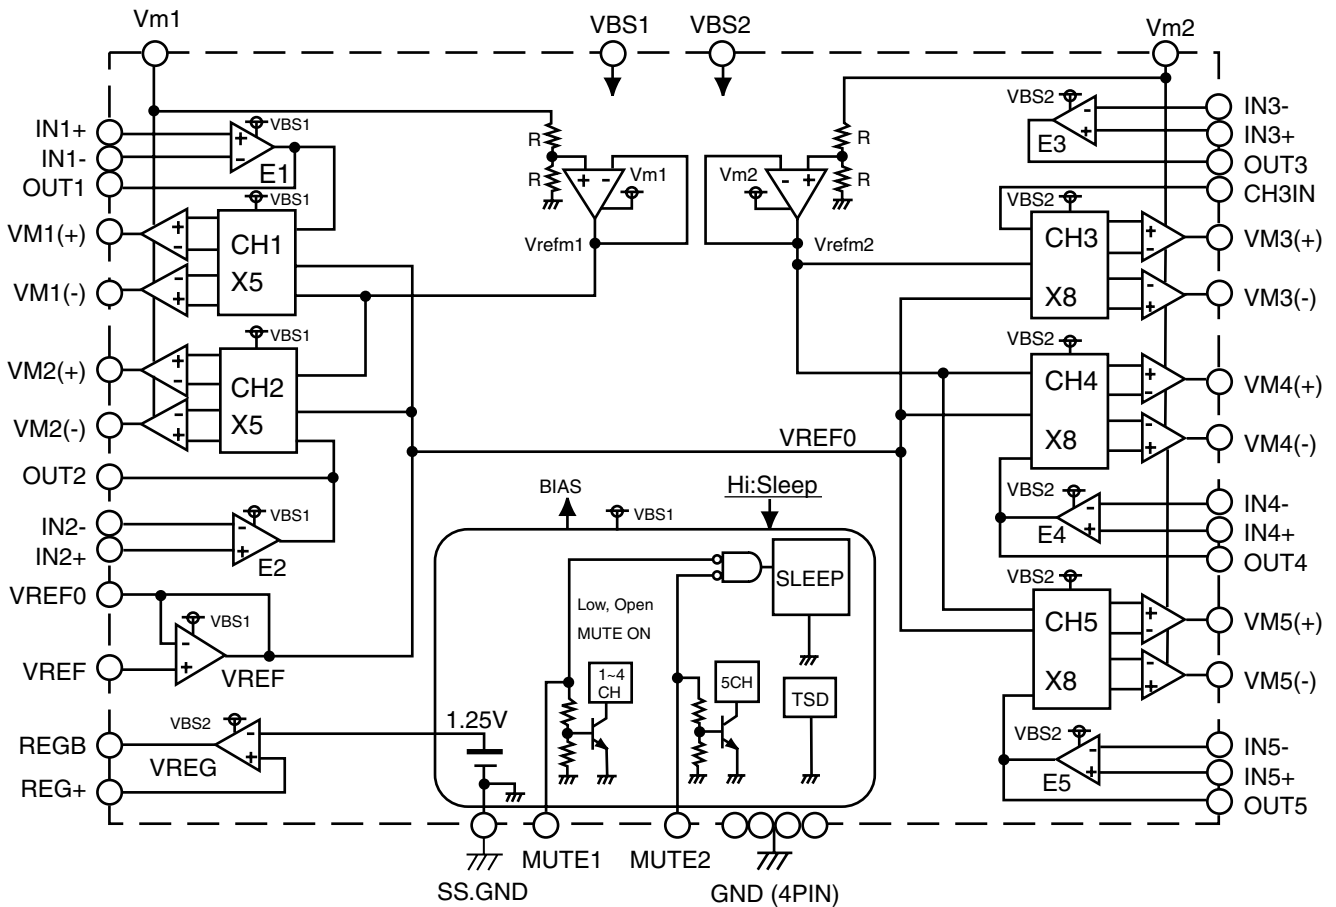 Vm1
VBS1
VBS2
Vm2
IN1+
IN1-
OUT1
VM1(+)
VM1(-)
VM2(+)
VM2(-)
OUT2
IN2-
IN2+
VREF0
VREF
REGB
REG+
VBS1
+
-
E1
VBS1
CH1
X5
+
-
-
+
VBS1
CH2
X5
+
-
-
+
VBS1
-
+
E2
VBS1
-
+
VREF
VBS2
-
+
VREG
1.25V
R
R
+ -
Vm1
Vrefm1
R
R
- +
Vm2
Vrefm2
VREF0
BIAS
VBS1
Hi:Sleep
SLEEP
Low, Open
MUTE ON
1~4
CH
5CH
TSD
VBS2
-
+
E3
VBS2
CH3
X8
+
-
-
+
VBS2
CH4
X8
+
-
-
+
VBS2
-
+
E4
VBS2
CH5
X8
+
-
-
+
VBS2
-
+
E5
IN3-
IN3+
OUT3
CH3IN
VM3(+)
VM3(-)
VM4(+)
VM4(-)
IN4-
IN4+
OUT4
VM5(+)
VM5(-)
IN5-
IN5+
OUT5
SS.GND
MUTE1
MUTE2
GND (4PIN)